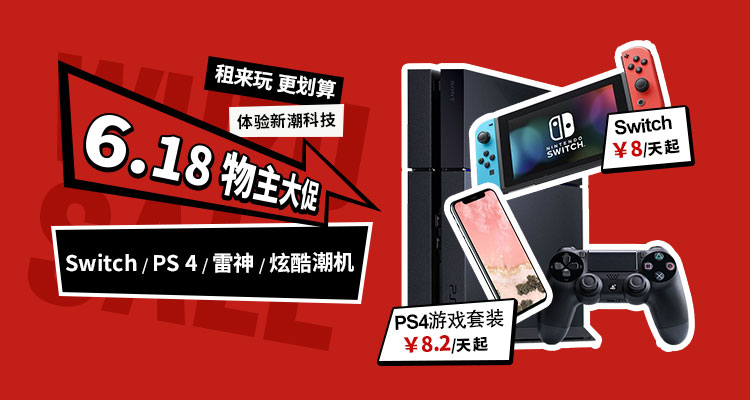 租来玩 更划算
体验新潮科技
6.18 物主大促
Switch / PS 4 / 雷神 / 炫酷潮机
NINTENDO
SWITCH
Switch
¥8/天起
SONY
PS4
PS4游戏套装
¥8.2/天起